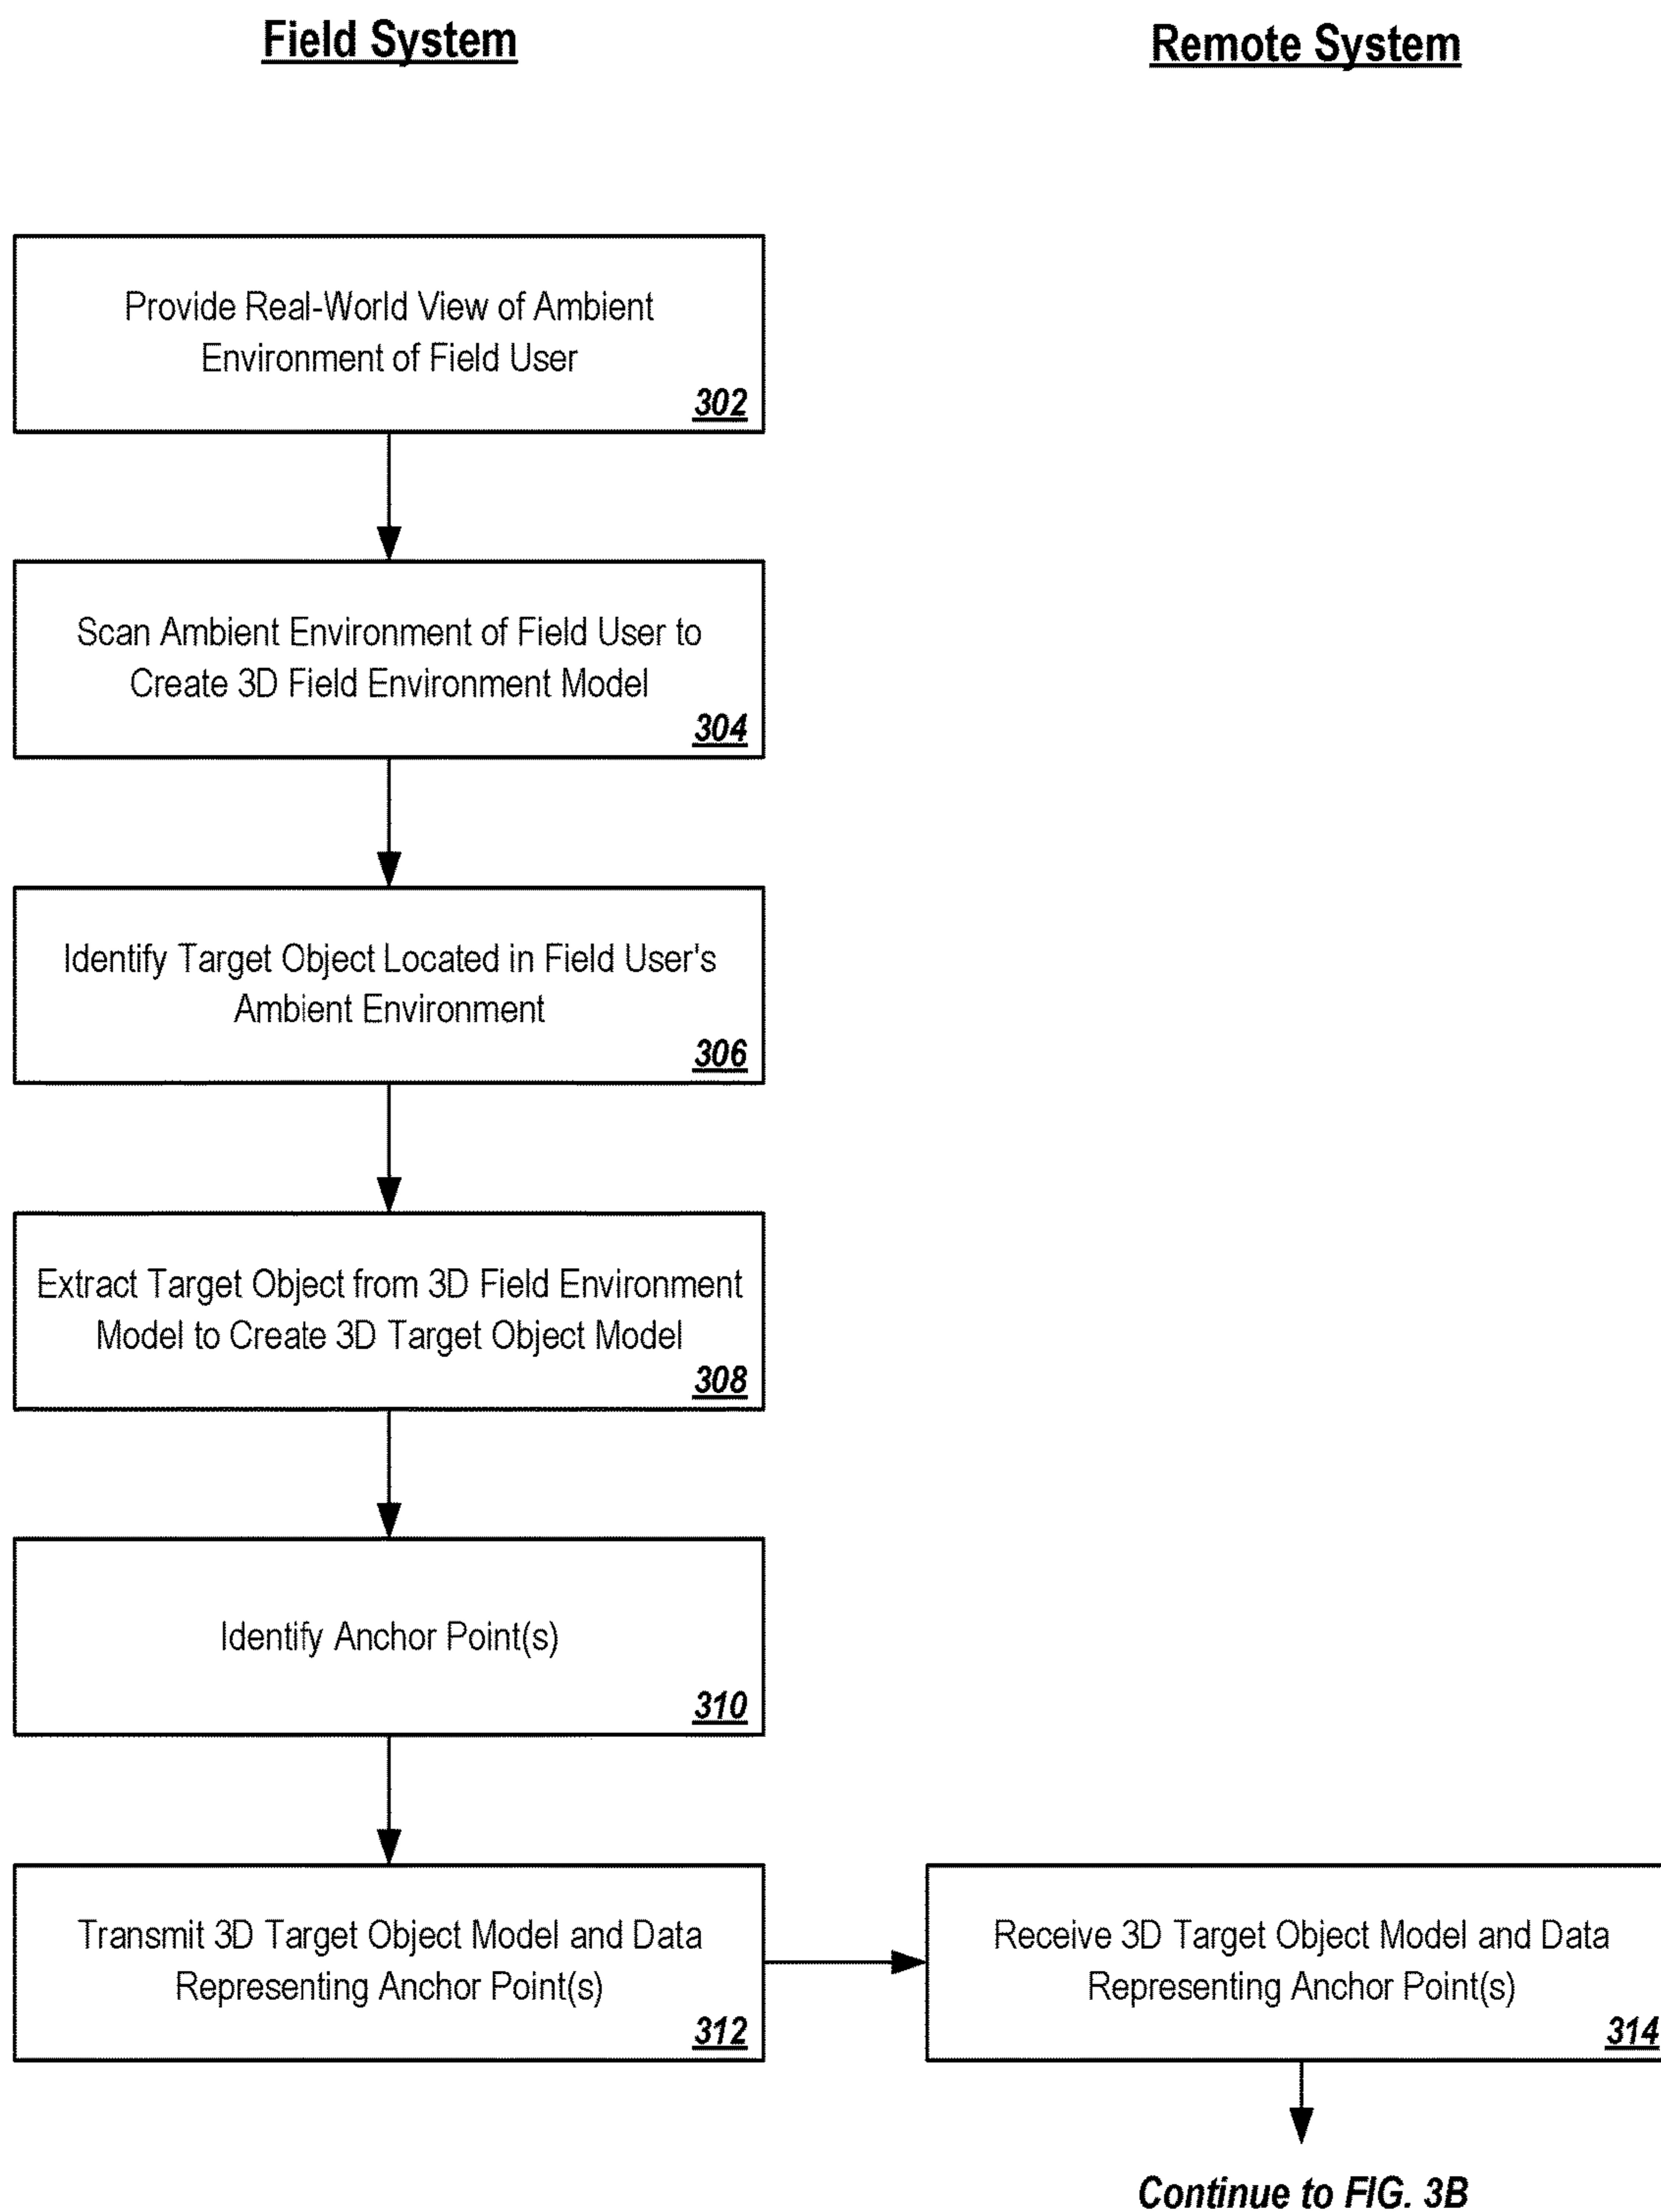 Field System
Remote System
Provide Real-World View of Ambient
Environment of Field User
302
Scan Ambient Environment of Field User to
Create 3D Field Environment Model
304
Identify Target Object Located in Field User's
Ambient Environment
306
Extract Target Object from 3D Field Environment
Model to Create 3D Target Object Model
308
Identify Anchor Point(s)
310
Transmit 3D Target Object Model and Data
Representing Anchor Point(s)
312
Receive 3D Target Object Model and Data
Representing Anchor Point(s)
314
Continue to FIG. 3B